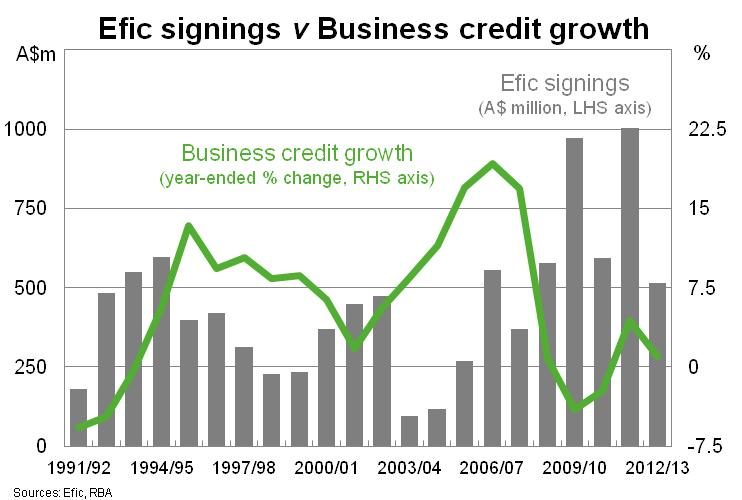 Efic signings v Business credit growth
A$m
%
Efic signings
(A$ million, LHS axis)
1000
22.5
Business credit growth
(year-ended % change, RHS axis)
750
15
500
7.5
250
0
0
-7.5
1991/92 1994/95 1997/98 2000/01 2003/04 2006/07 2009/10 2012/13
Sources: Efic, RBA